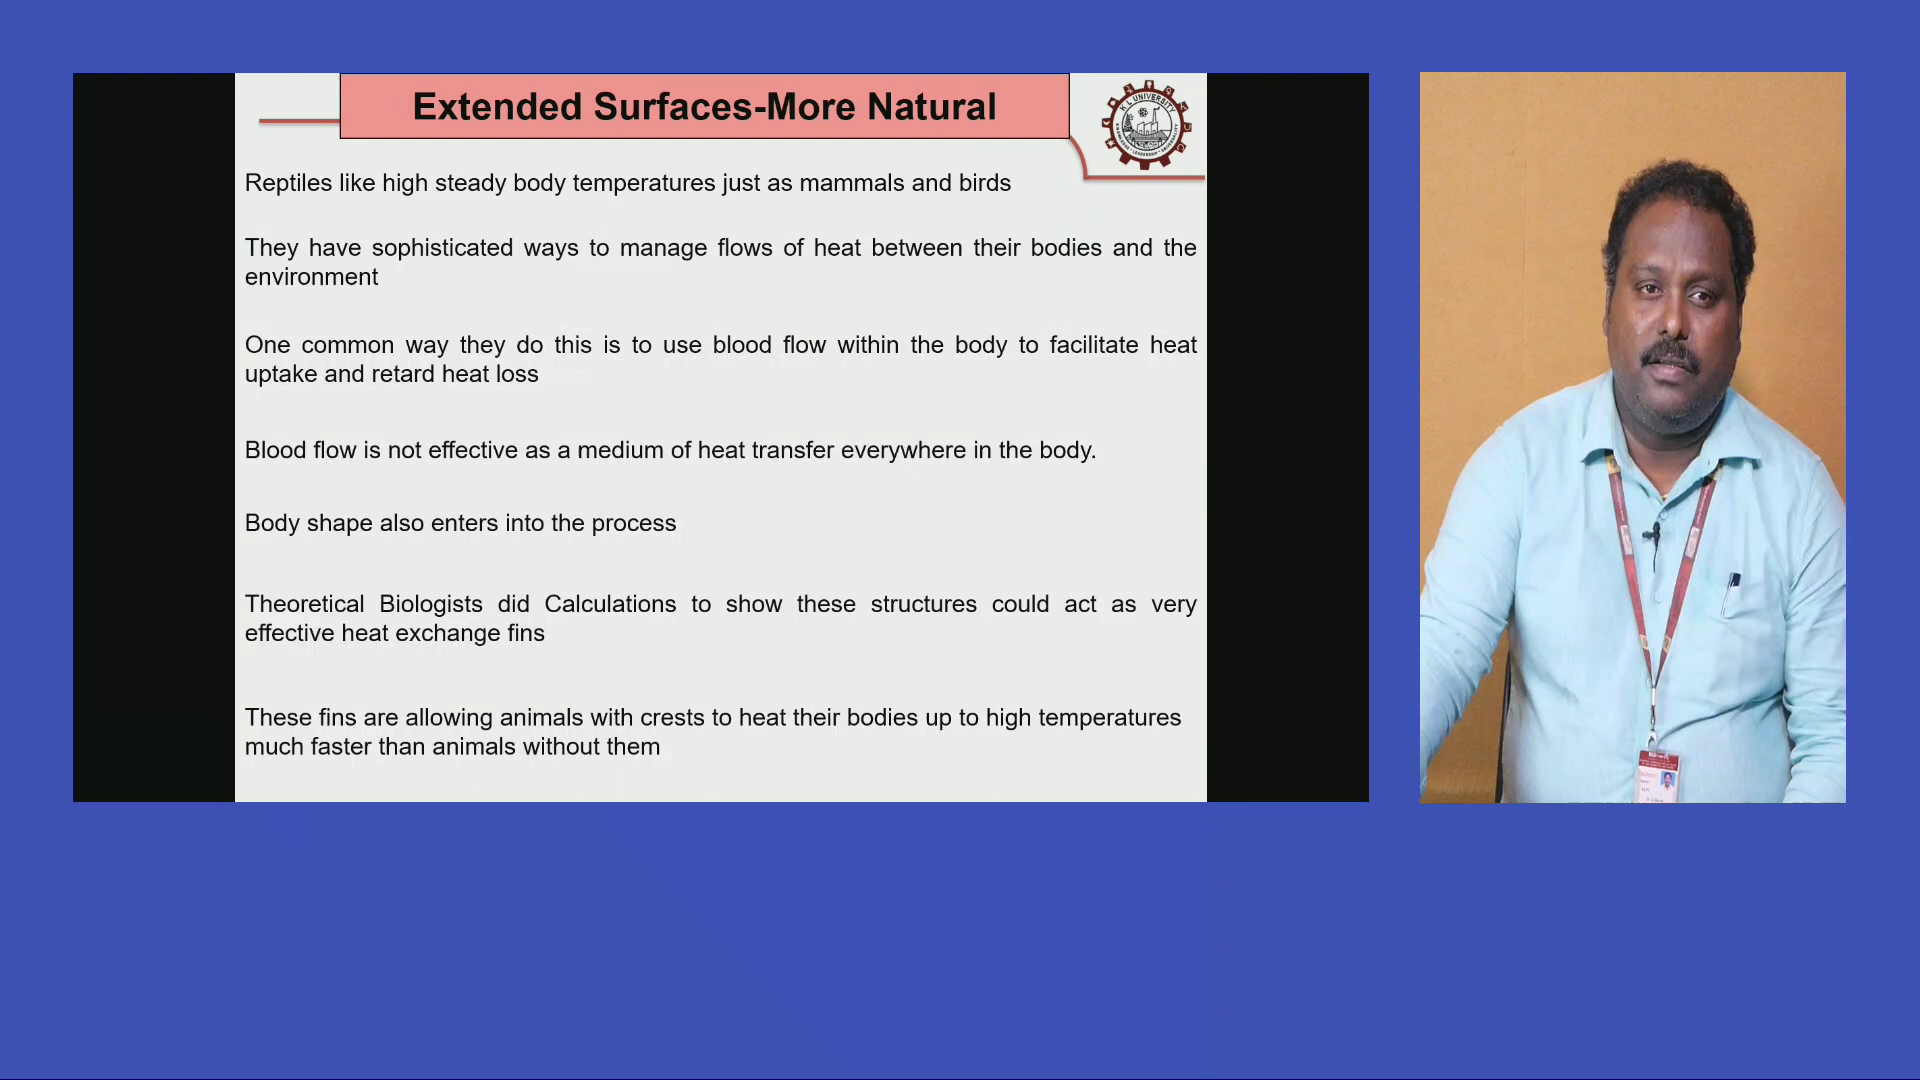 Extended Surfaces-More Natural
K L UNIVERSITY
Reptiles like high steady body temperatures just as mammals and birds
They have sophisticated ways to manage flows of heat between their bodies and the
environment
One common way they do this is to use blood flow within the body to facilitate heat
uptake and retard heat loss
Blood flow is not effective as a medium of heat transfer everywhere in the body.
Body shape also enters into the process
Theoretical Biologists did Calculations to show these structures could act as very
effective heat exchange fins
These fins are allowing animals with crests to heat their bodies up to high temperatures
much faster than animals without them